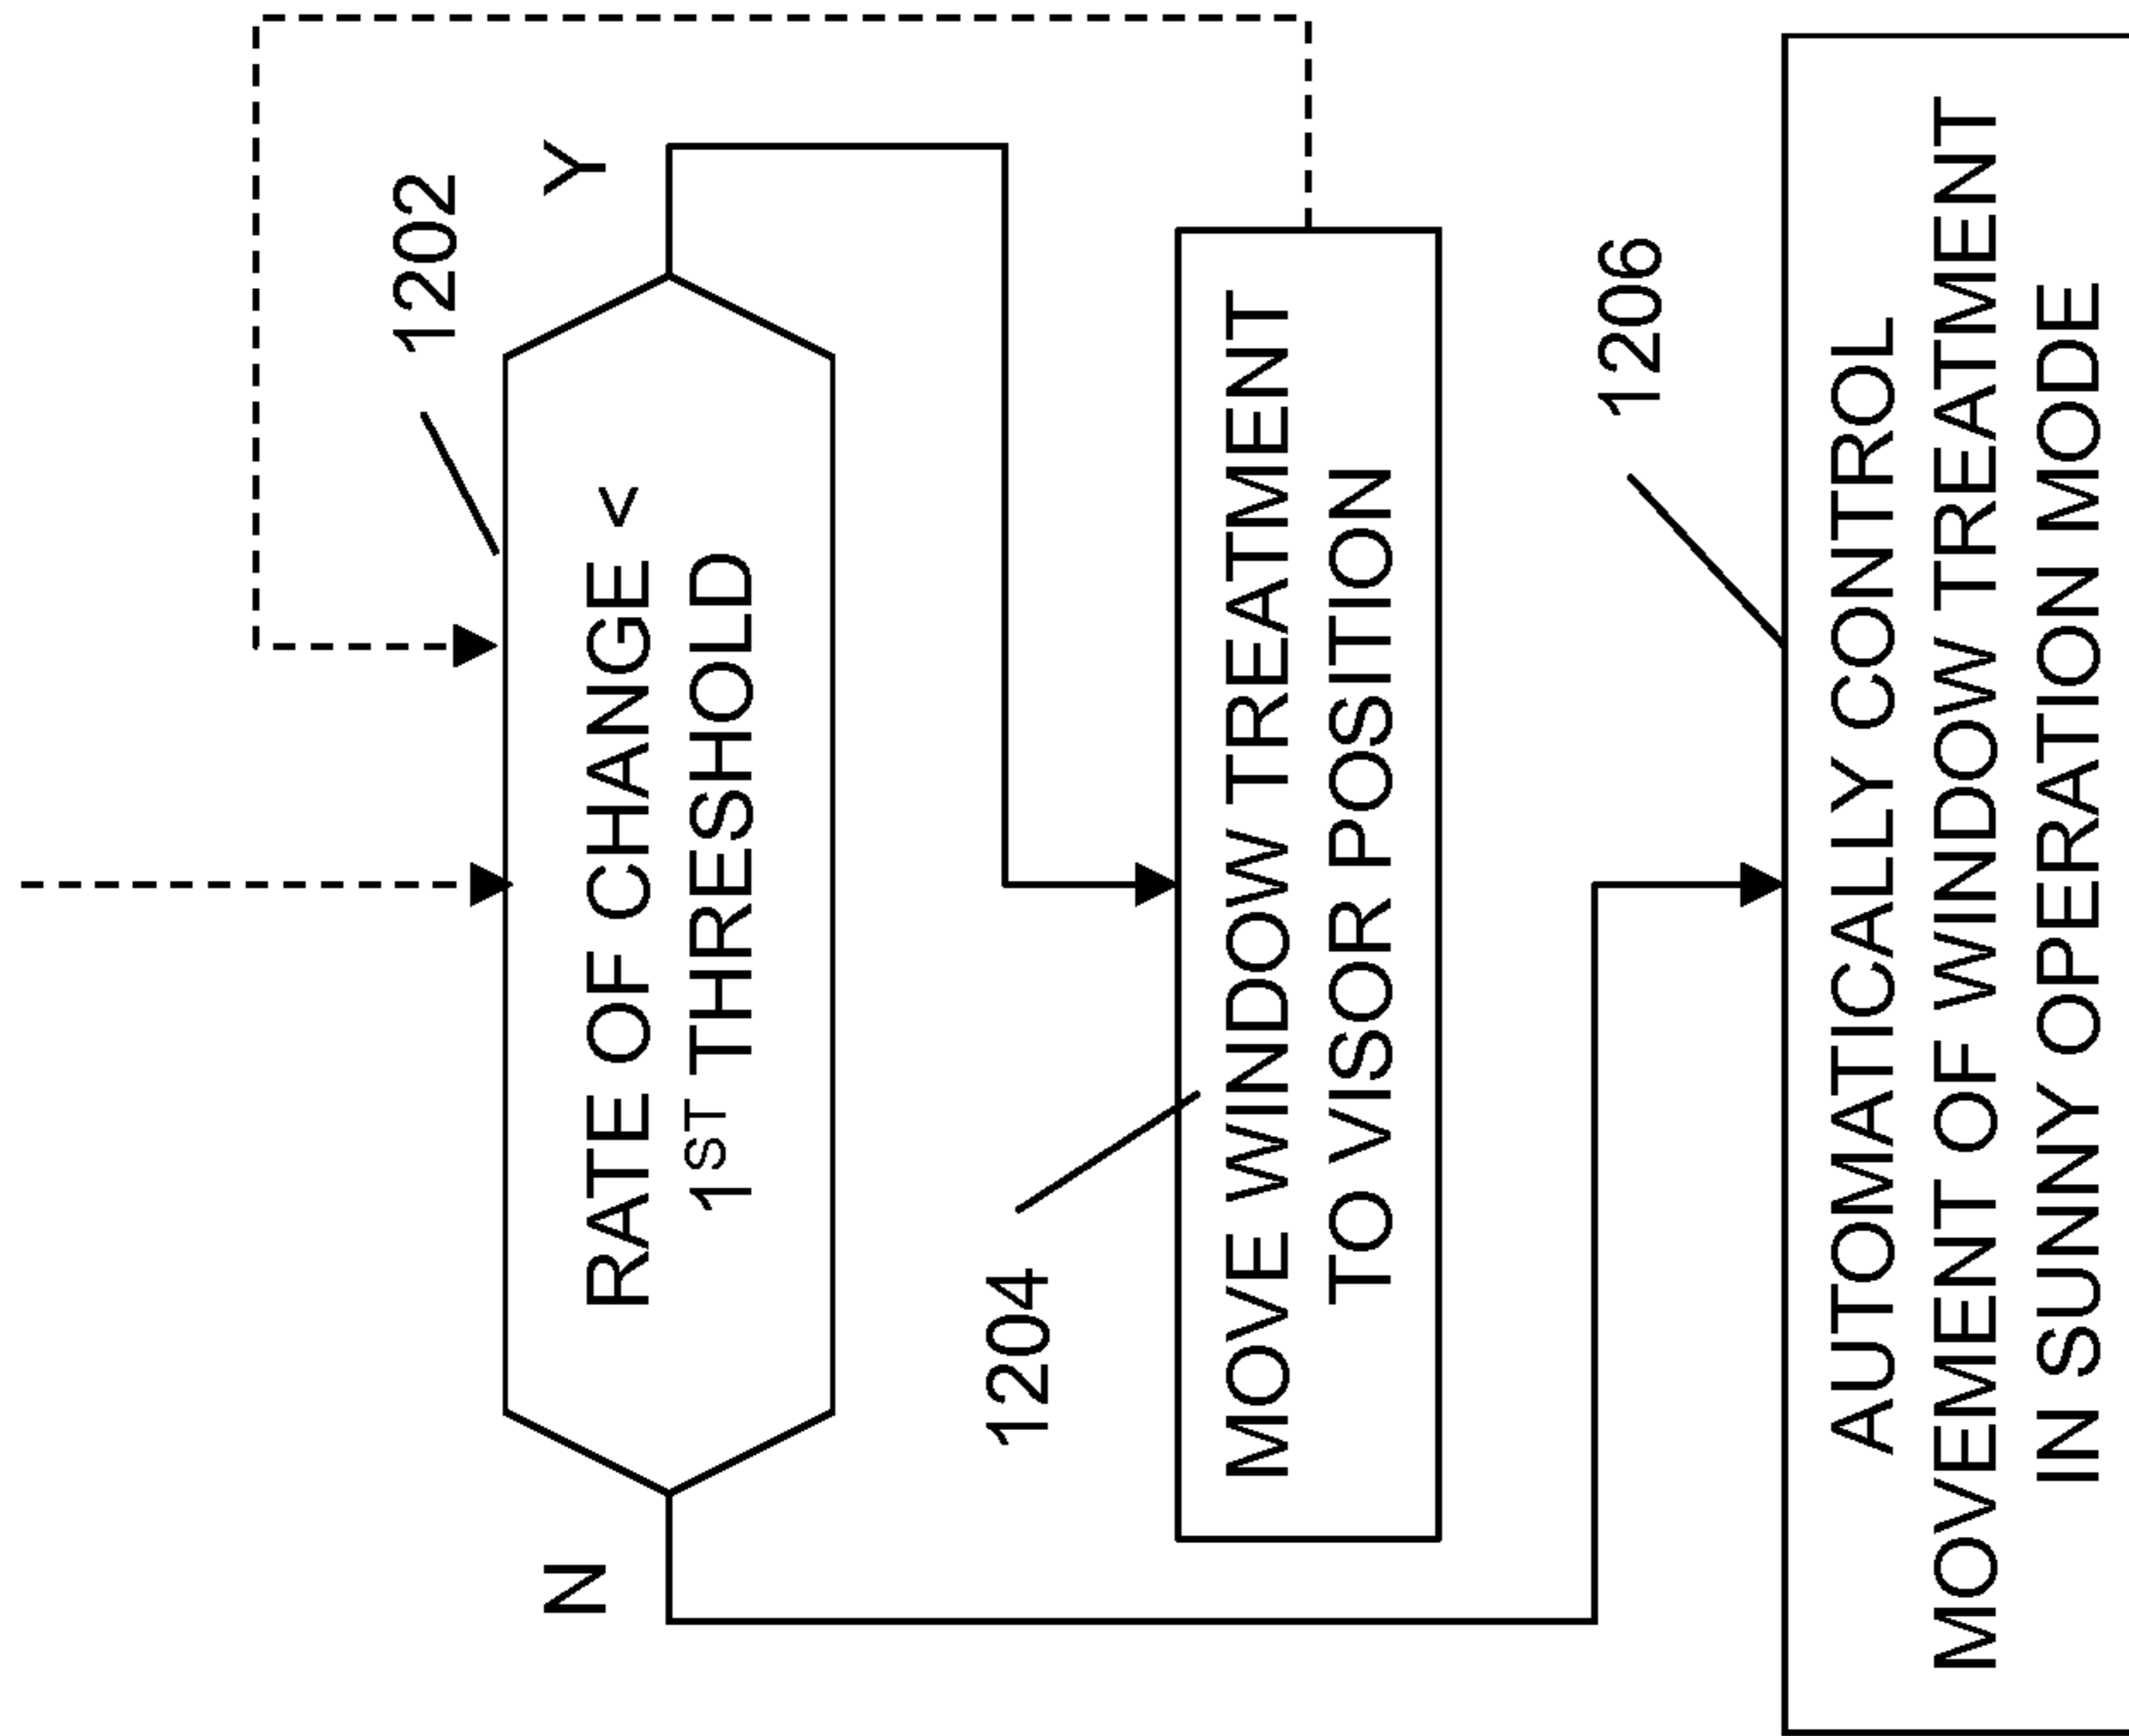 1202
RATE OF CHANGE <
1ST THRESHOLD
N
Y
1204
MOVE WINDOW TREATMENT
TO VISOR POSITION
1206
AUTOMATICALLY CONTROL
MOVEMENT OF WINDOW TREATMENT
IN SUNNY OPERATION MODE